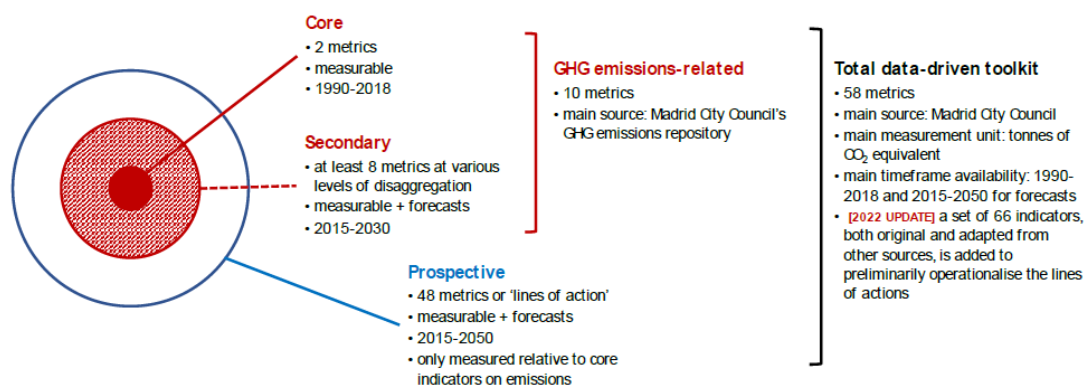 Core
• 2 metrics
• measurable
• 1990-2018
Secondary
• at least 8 metrics at various
levels of disaggregation
• measurable + forecasts
• 2015-2030
Prospective
• 48 metrics or ‘lines of action’
• measurable + forecasts
• 2015-2050
• only measured relative to core
indicators on emissions
GHG emissions-related
• 10 metrics
• main source: Madrid City Council’s
GHG emissions repository
Total data-driven toolkit
• 58 metrics
• main source: Madrid City Council
• main measurement unit: tonnes of
CO₂ equivalent
• main timeframe availability: 1990-
2018 and 2015-2050 for forecasts
• [2022 UPDATE] a set of 66 indicators,
both original and adapted from
other sources, is added to
preliminarily operationalise the lines
of actions